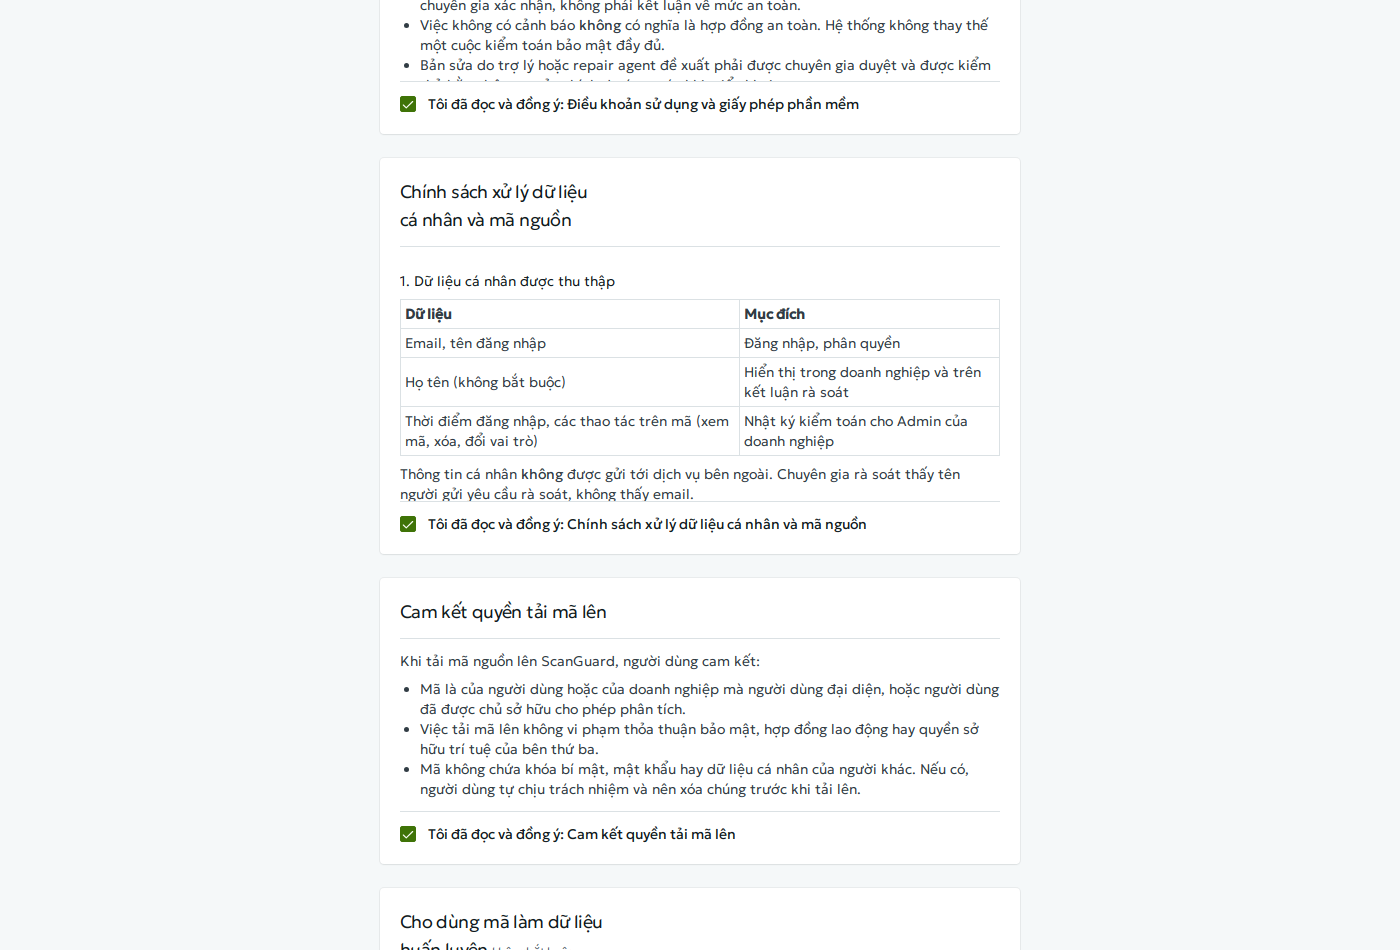 chuyên gia xác nhận, không phải kết luận về mức an toàn.
Việc không có cảnh báo không có nghĩa là hợp đồng an toàn. Hệ thống không thay thế
một cuộc kiểm toán bảo mật đầy đủ.
Bản sửa do trợ lý hoặc repair agent đề xuất phải được chuyên gia duyệt và được kiểm
Tôi đã đọc và đồng ý: Điều khoản sử dụng và giấy phép phần mềm
Chính sách xử lý dữ liệu
cá nhân và mã nguồn
1. Dữ liệu cá nhân được thu thập
Dữ liệu
Mục đích
Email, tên đăng nhập
Đăng nhập, phân quyền
Họ tên (không bắt buộc)
Hiển thị trong doanh nghiệp và trên
kết luận rà soát
Thời điểm đăng nhập, các thao tác trên mã (xem
mã, xóa, đổi vai trò)
Nhật ký kiểm toán cho Admin của
doanh nghiệp
Thông tin cá nhân không được gửi tới dịch vụ bên ngoài. Chuyên gia rà soát thấy tên
người gửi yêu cầu rà soát, không thấy email.
Tôi đã đọc và đồng ý: Chính sách xử lý dữ liệu cá nhân và mã nguồn
Cam kết quyền tải mã lên
Khi tải mã nguồn lên ScanGuard, người dùng cam kết:
Mã là của người dùng hoặc của doanh nghiệp mà người dùng đại diện, hoặc người dùng
đã được chủ sở hữu cho phép phân tích.
Việc tải mã lên không vi phạm thỏa thuận bảo mật, hợp đồng lao động hay quyền sở
hữu trí tuệ của bên thứ ba.
Mã không chứa khóa bí mật, mật khẩu hay dữ liệu cá nhân của người khác. Nếu có,
người dùng tự chịu trách nhiệm và nên xóa chúng trước khi tải lên.
Tôi đã đọc và đồng ý: Cam kết quyền tải mã lên
Cho dùng mã làm dữ liệu
huấn luyện